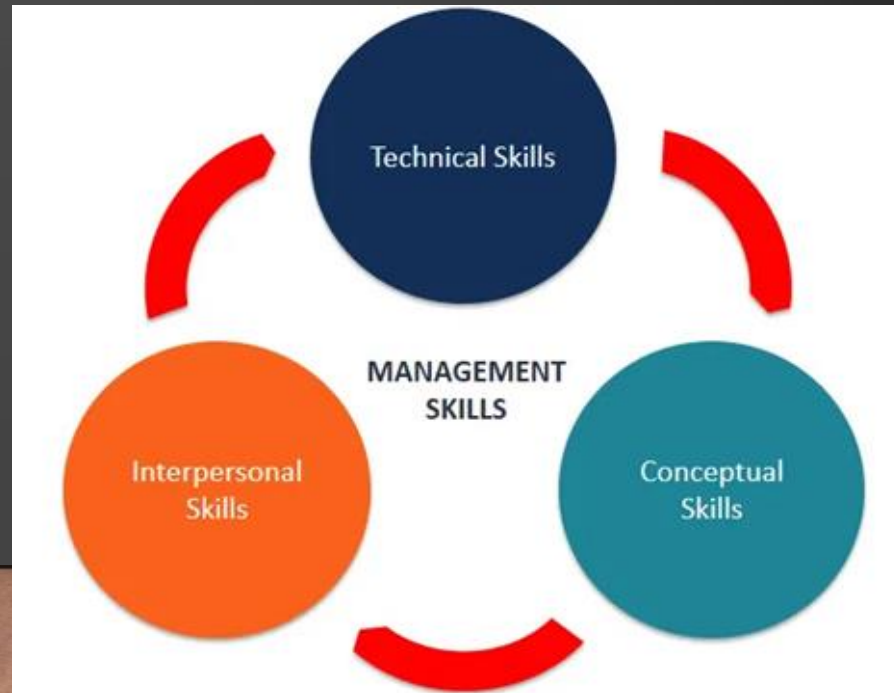 Technical Skills
MANAGEMENT
SKILLS
Interpersonal
Skills
Conceptual
Skills